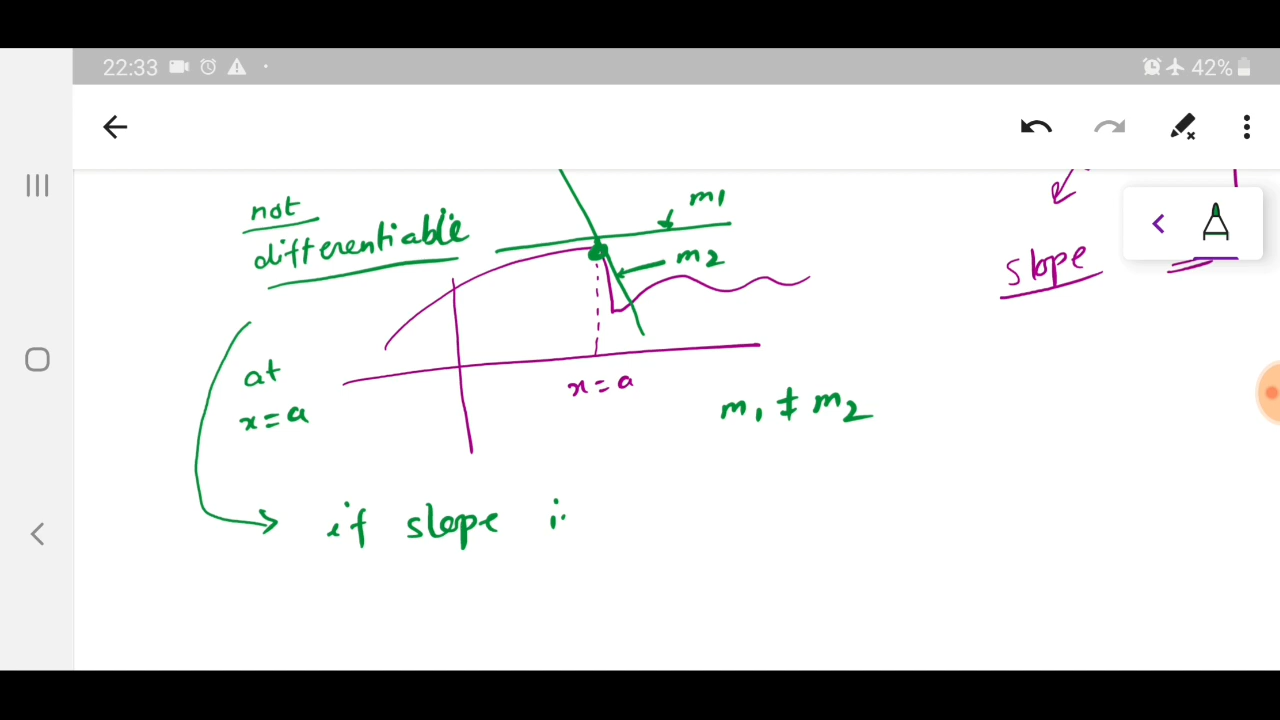 22:33
42%
not
differentiable
m1
m2
slope
at
x=a
x=a
m1 ≠ m2
if slope i